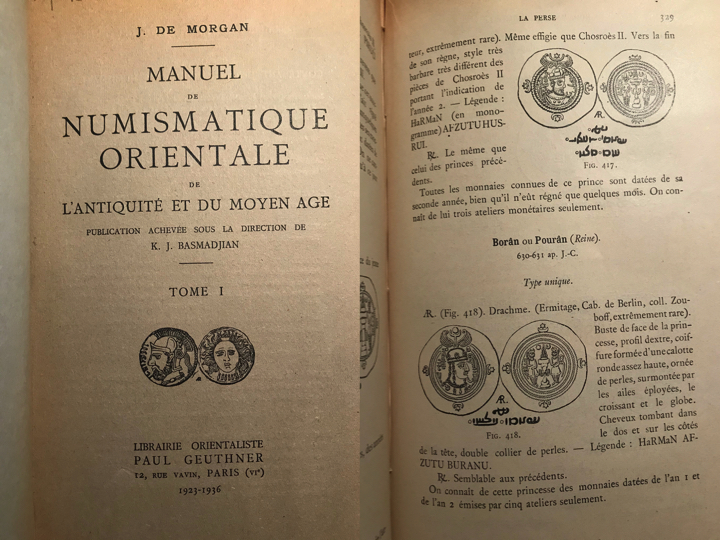 J. DE MORGAN
MANUEL
DE
NUMISMATIQUE
ORIENTALE
DE
L'ANTIQUITÉ ET DU MOYEN AGE
PUBLICATION ACHEVÉE SOUS LA DIRECTION DE
K. J. BASMADJIAN
TOME I
LIBRAIRIE ORIENTALISTE
PAUL GEUTHNER
12, RUE VAVIN, PARIS (VIᵉ)
1923-1936
LA PERSE
329
teur, extrêmement rare). Même effigie que Chosroès II. Vers la fin
de son règne, style très
barbare très différent des
pièces de Chosroès II
portant l'indication de
l'année 2. — Légende :
HaRMaN (en mono-
gramme) AFZUTU HUS-
RUI.
℞. Le même que
celui des princes précé-
dents.
AR
FIG. 417.
Toutes les monnaies connues de ce prince sont datées de sa
seconde année, bien qu'il n'eût régné que quelques mois. On con-
naît de lui trois ateliers monétaires seulement.
Borân ou Pourân (Reine).
630-631 ap. J.-C.
Type unique.
Æ. (Fig. 418). Drachme. (Ermitage, Cab. de Berlin, coll. Zou-
boff, extrêmement rare).
Buste de face de la prin-
cesse, profil dextre, coif-
fure formée d'une calotte
ronde assez haute, ornée
de perles, surmontée par
les ailes éployées, le
croissant et le globe.
Cheveux tombant dans
le dos et sur les côtés
AR
FIG. 418.
de la tête, double collier de perles. — Légende : HaRMaN AF-
ZUTU BURANU.
℞. Semblable aux précédents.
On connaît de cette princesse des monnaies datées de l'an 1 et
de l'an 2 émises par cinq ateliers seulement.